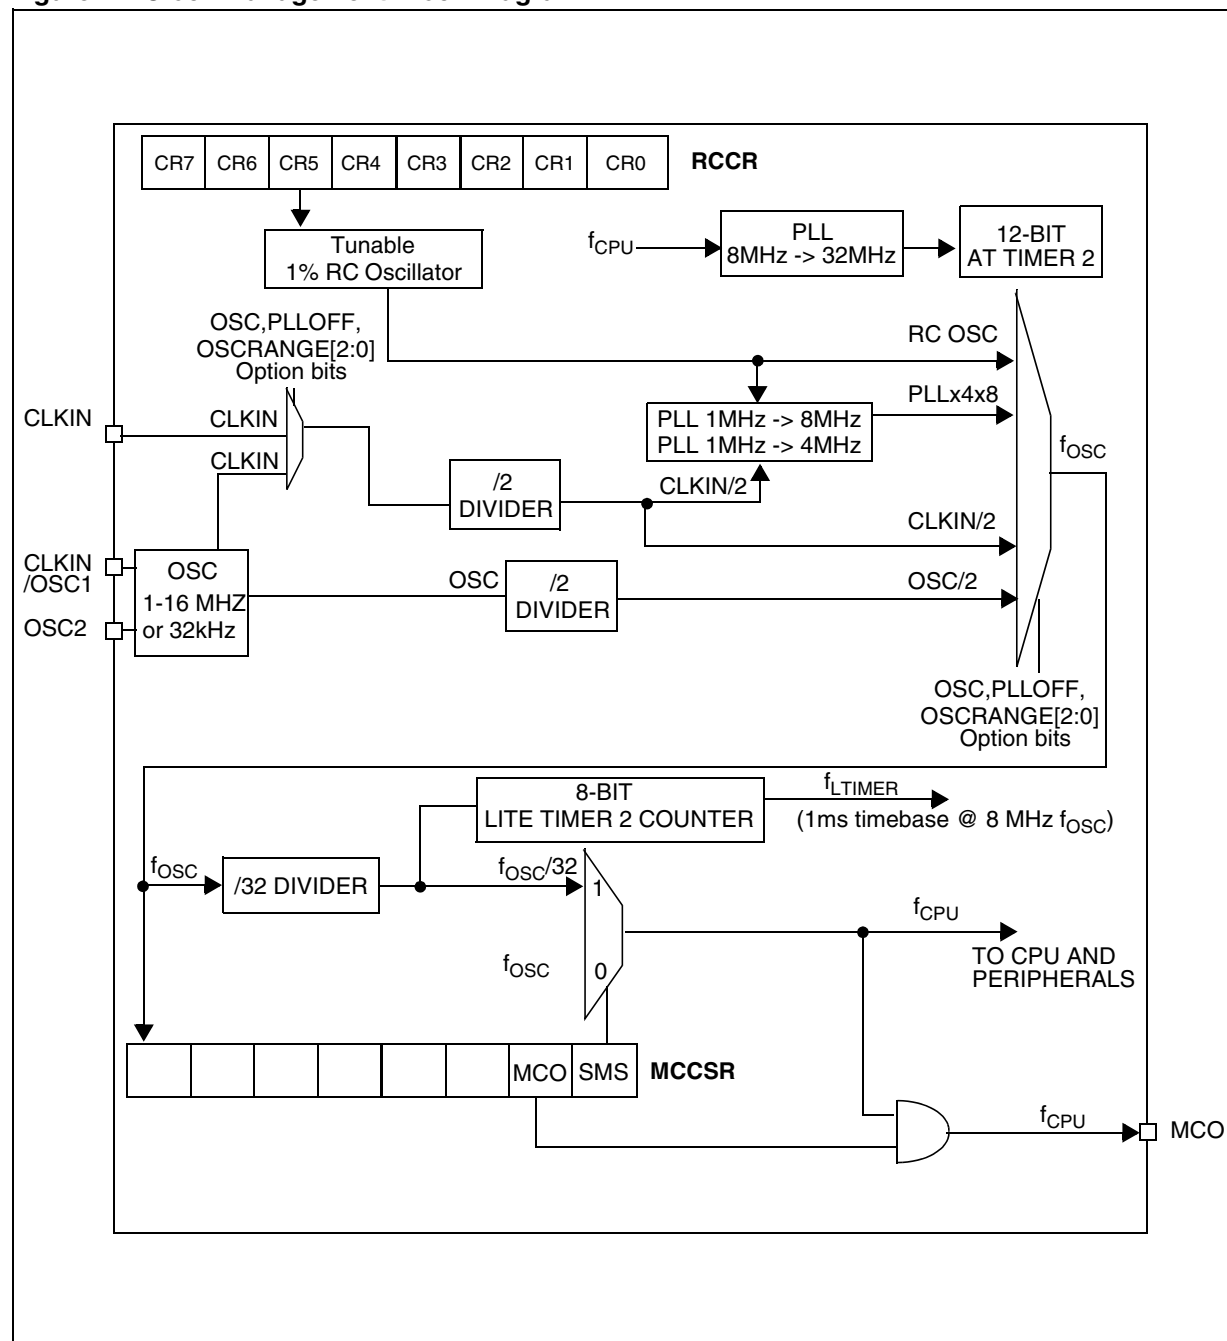 CR7 CR6 CR5 CR4 CR3 CR2 CR1 CR0 RCCR
Tunable
1% RC Oscillator
fCPU
PLL
8MHz -> 32MHz
12-BIT
AT TIMER 2
OSC,PLLOFF,
OSCRANGE[2:0]
Option bits
RC OSC
CLKIN
CLKIN
CLKIN
PLL 1MHz -> 8MHz
PLL 1MHz -> 4MHz
PLLx4x8
fOSC
/2
DIVIDER
CLKIN/2
CLKIN/2
CLKIN
/OSC1
OSC2
OSC
1-16 MHZ
or 32kHz
OSC
/2
DIVIDER
OSC/2
OSC,PLLOFF,
OSCRANGE[2:0]
Option bits
8-BIT
LITE TIMER 2 COUNTER
fLTIMER
(1ms timebase @ 8 MHz fOSC)
fOSC
/32 DIVIDER
fOSC/32
1
fOSC
0
fCPU
TO CPU AND
PERIPHERALS
MCO SMS MCCSR
fCPU
MCO